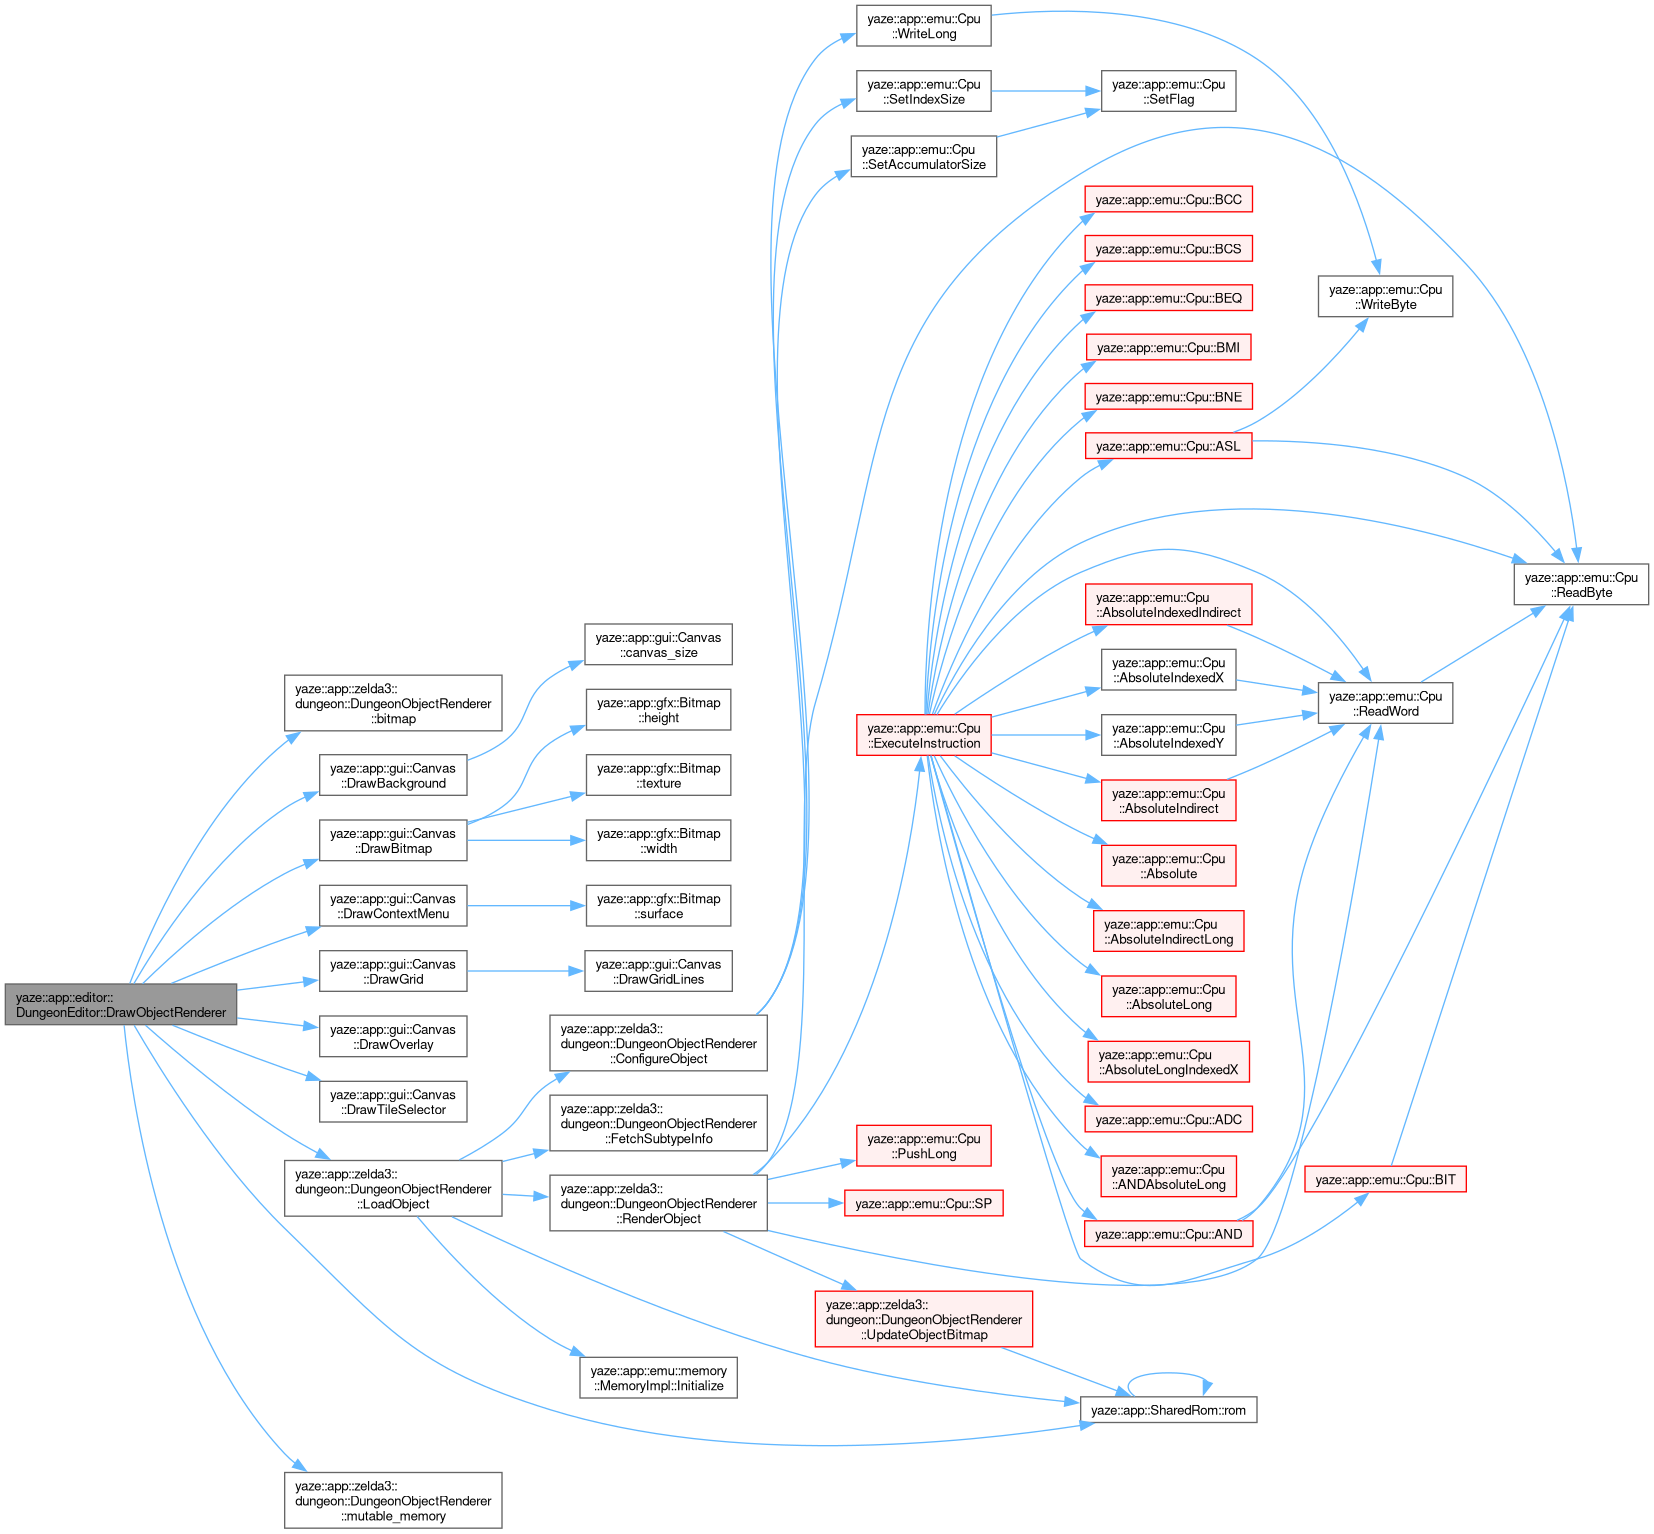 yaze::app::emu::Cpu
::WriteLong
yaze::app::emu::Cpu
::SetIndexSize
yaze::app::emu::Cpu
::SetFlag
yaze::app::emu::Cpu
::SetAccumulatorSize
yaze::app::emu::Cpu::BCC
yaze::app::emu::Cpu::BCS
yaze::app::emu::Cpu::BEQ
yaze::app::emu::Cpu
::WriteByte
yaze::app::emu::Cpu::BMI
yaze::app::emu::Cpu::BNE
yaze::app::emu::Cpu::ASL
yaze::app::emu::Cpu
::ReadByte
yaze::app::emu::Cpu
::AbsoluteIndexedIndirect
yaze::app::emu::Cpu
::AbsoluteIndexedX
yaze::app::emu::Cpu
::ReadWord
yaze::app::emu::Cpu
::ExecuteInstruction
yaze::app::emu::Cpu
::AbsoluteIndexedY
yaze::app::emu::Cpu
::AbsoluteIndirect
yaze::app::emu::Cpu
::Absolute
yaze::app::emu::Cpu
::AbsoluteIndirectLong
yaze::app::emu::Cpu
::AbsoluteLong
yaze::app::emu::Cpu
::AbsoluteLongIndexedX
yaze::app::emu::Cpu::ADC
yaze::app::emu::Cpu
::ANDAbsoluteLong
yaze::app::emu::Cpu::AND
yaze::app::emu::Cpu::BIT
yaze::app::gui::Canvas
::canvas_size
yaze::app::zelda3::
dungeon::DungeonObjectRenderer
::bitmap
yaze::app::gfx::Bitmap
::height
yaze::app::gui::Canvas
::DrawBackground
yaze::app::gfx::Bitmap
::texture
yaze::app::gui::Canvas
::DrawBitmap
yaze::app::gfx::Bitmap
::width
yaze::app::gui::Canvas
::DrawContextMenu
yaze::app::gfx::Bitmap
::surface
yaze::app::gui::Canvas
::DrawGrid
yaze::app::gui::Canvas
::DrawGridLines
yaze::app::editor::
DungeonEditor::DrawObjectRenderer
yaze::app::gui::Canvas
::DrawOverlay
yaze::app::zelda3::
dungeon::DungeonObjectRenderer
::ConfigureObject
yaze::app::gui::Canvas
::DrawTileSelector
yaze::app::zelda3::
dungeon::DungeonObjectRenderer
::FetchSubtypeInfo
yaze::app::emu::Cpu
::PushLong
yaze::app::zelda3::
dungeon::DungeonObjectRenderer
::LoadObject
yaze::app::zelda3::
dungeon::DungeonObjectRenderer
::RenderObject
yaze::app::emu::Cpu::SP
yaze::app::zelda3::
dungeon::DungeonObjectRenderer
::UpdateObjectBitmap
yaze::app::emu::memory
::MemoryImpl::Initialize
yaze::app::SharedRom::rom
yaze::app::zelda3::
dungeon::DungeonObjectRenderer
::mutable_memory